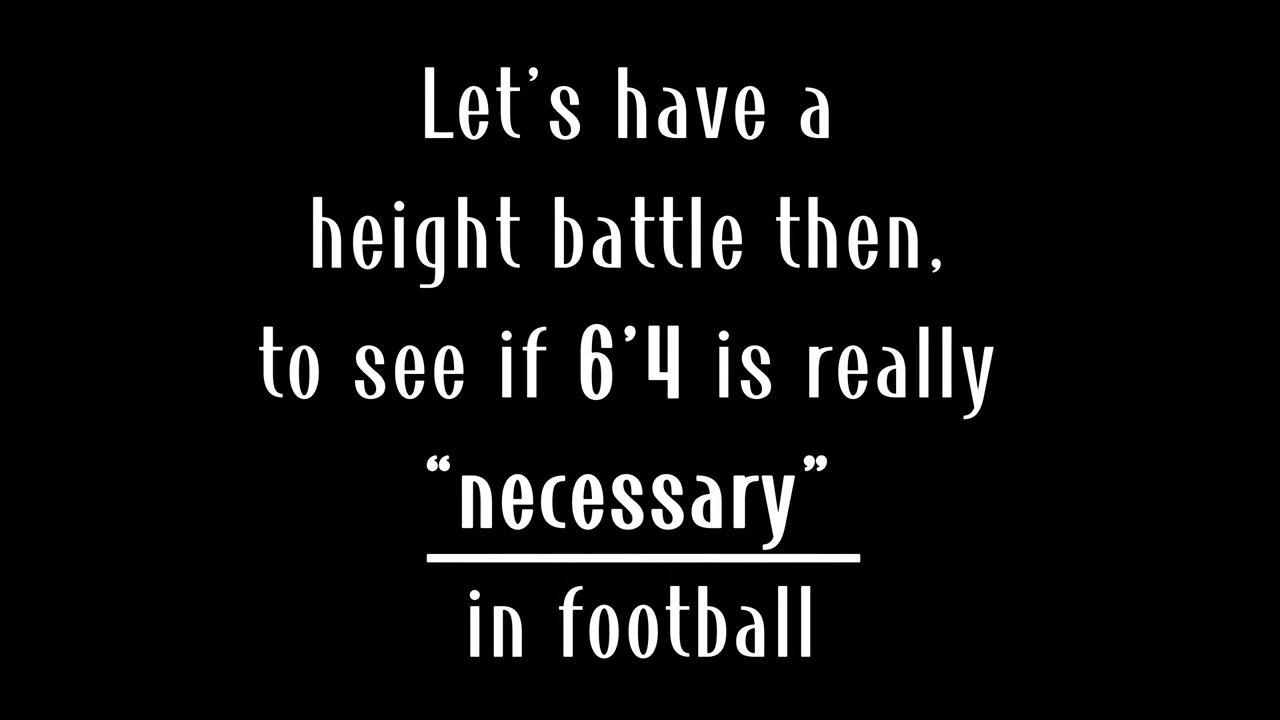 Let’s have a
height battle then,
to see if 6’4 is really
“necessary”
in football